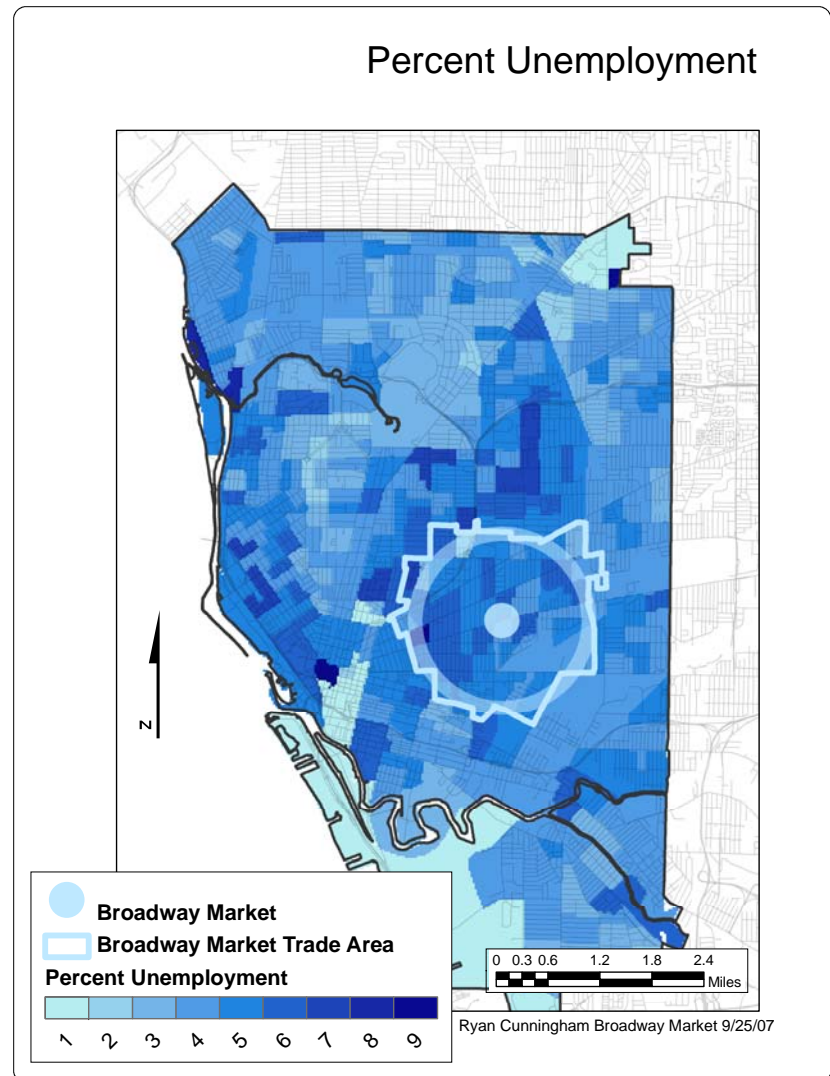 Percent Unemployment
z
Broadway Market
Broadway Market Trade Area
Percent Unemployment
1 2 3 4 5 6 7 8 9
0 0.3 0.6 1.2 1.8 2.4
Miles
Ryan Cunningham Broadway Market 9/25/07